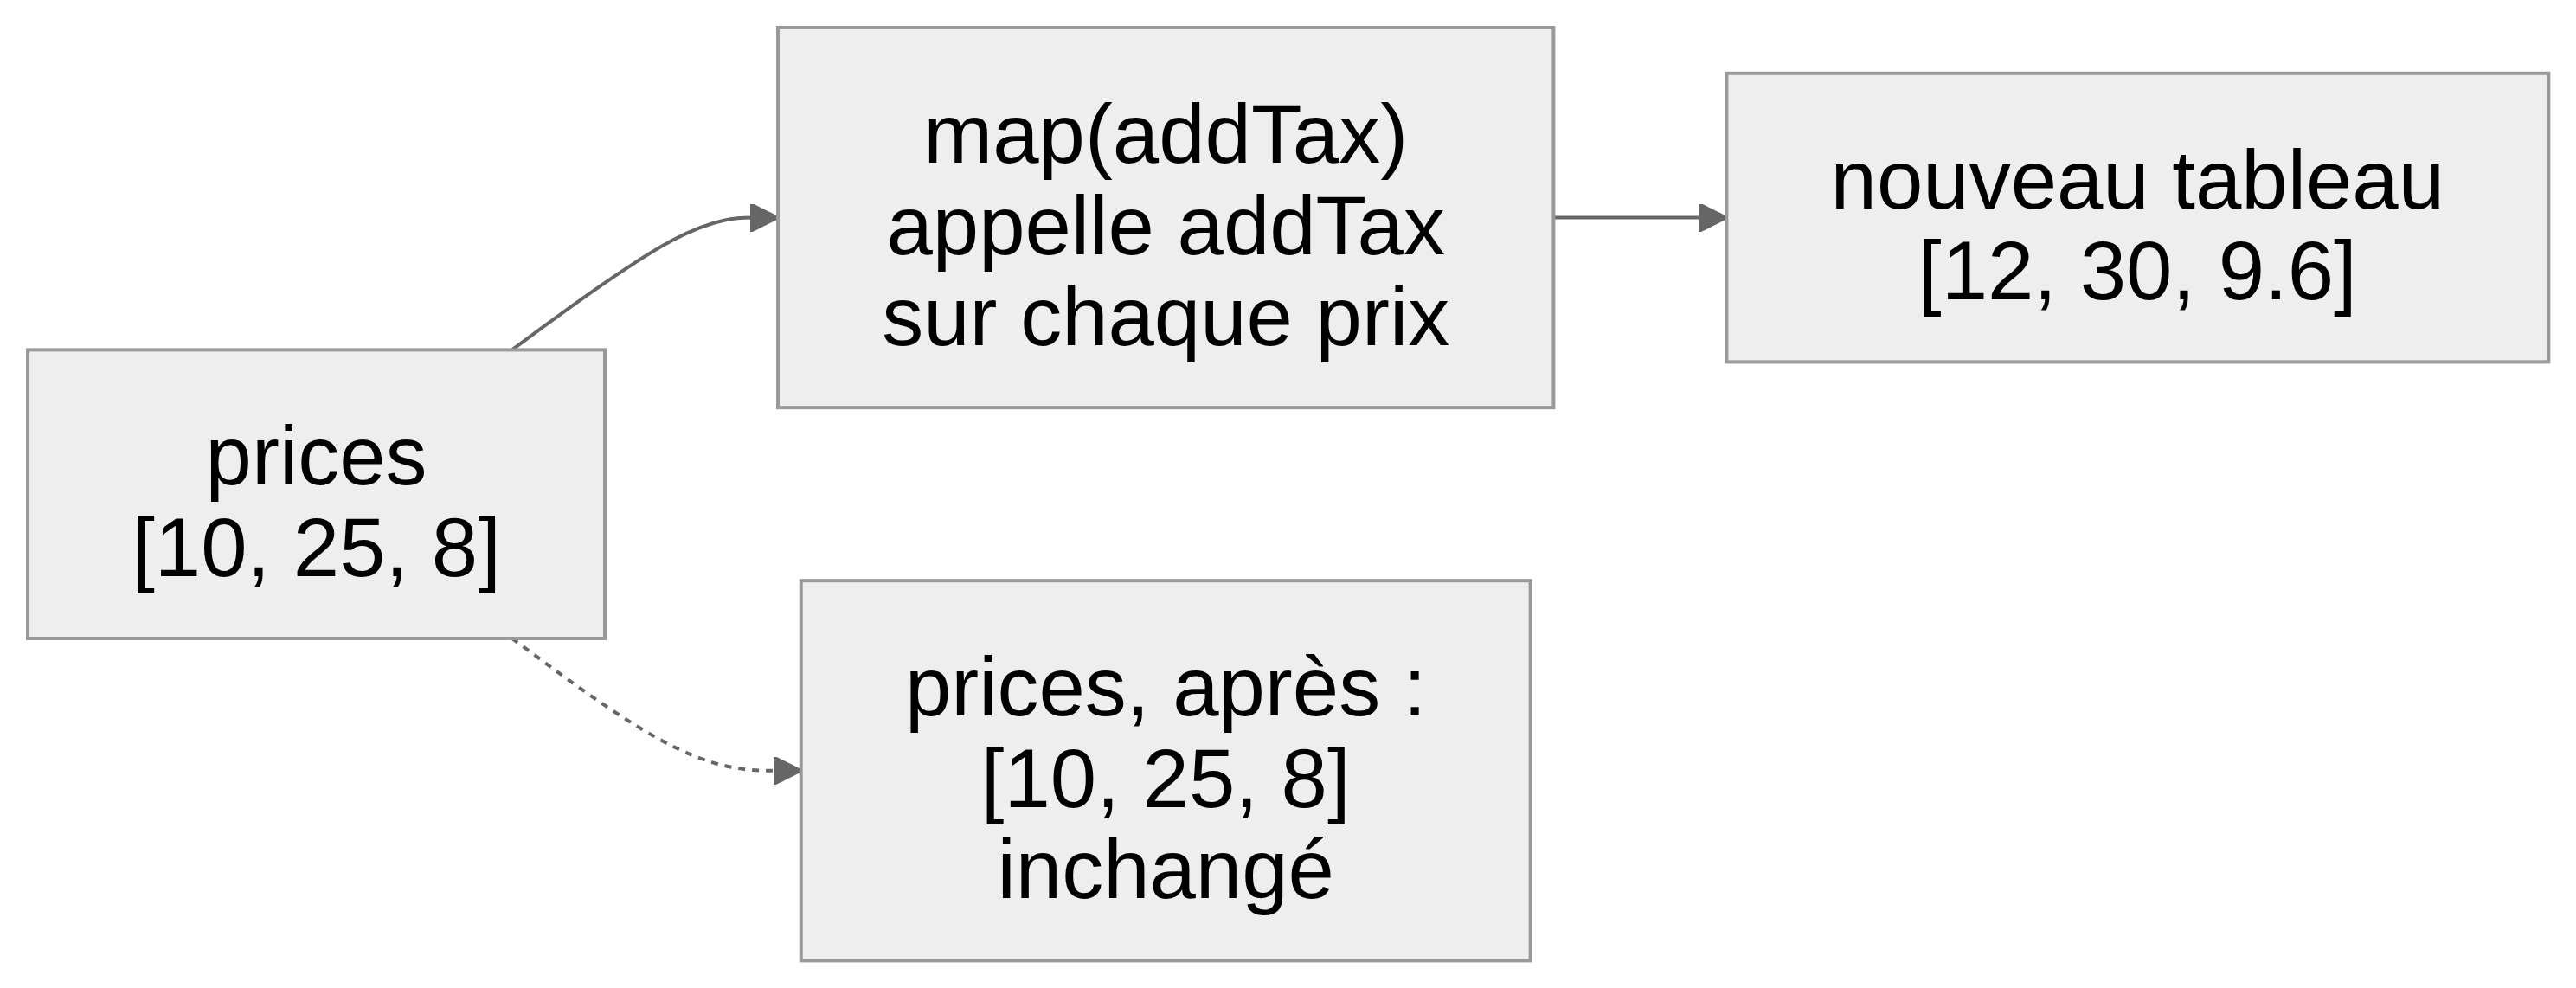 prices
[10, 25, 8]
map(addTax)
appelle addTax
sur chaque prix
nouveau tableau
[12, 30, 9.6]
prices, après :
[10, 25, 8]
inchangé